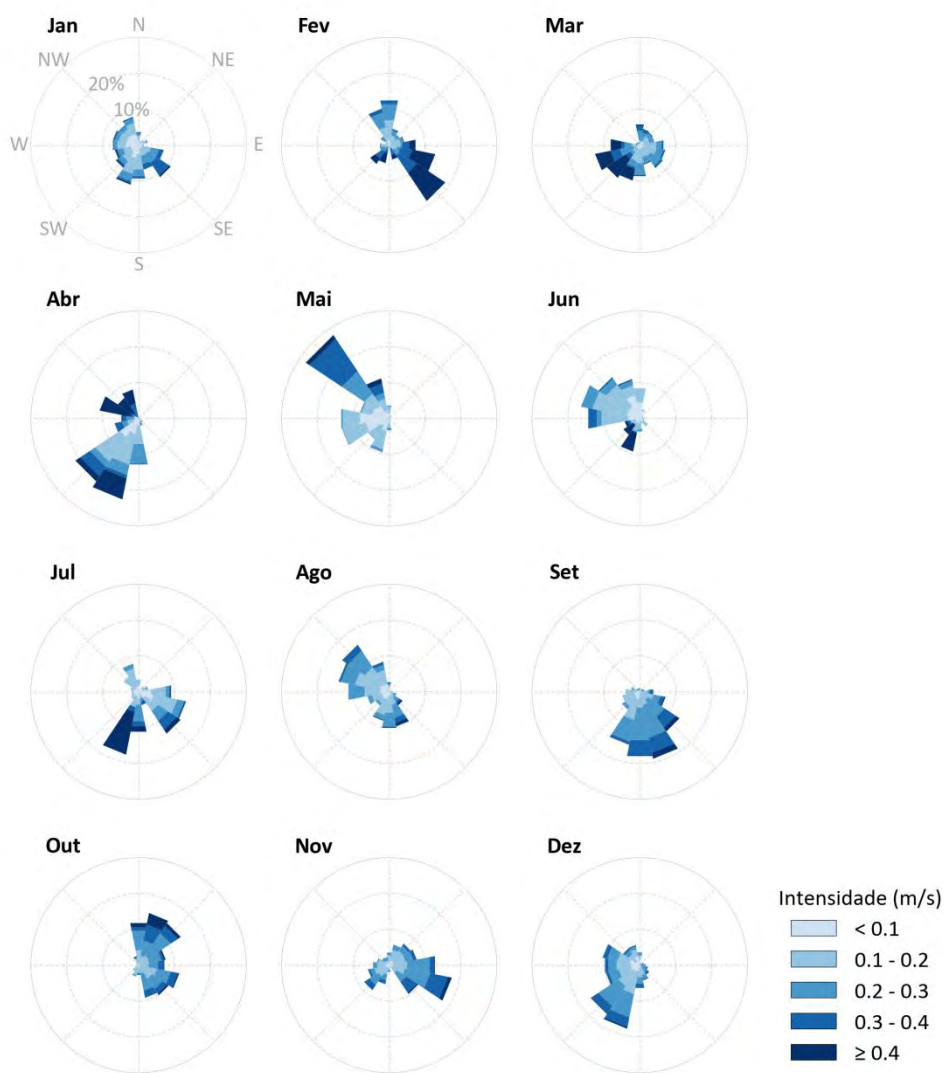 Jan
N
NW
NE
20%
10%
W
E
SW
SE
S
Fev
Mar
Abr
Mai
Jun
Jul
Ago
Set
Out
Nov
Dez
Intensidade (m/s)
< 0.1
0.1 - 0.2
0.2 - 0.3
0.3 - 0.4
≥ 0.4